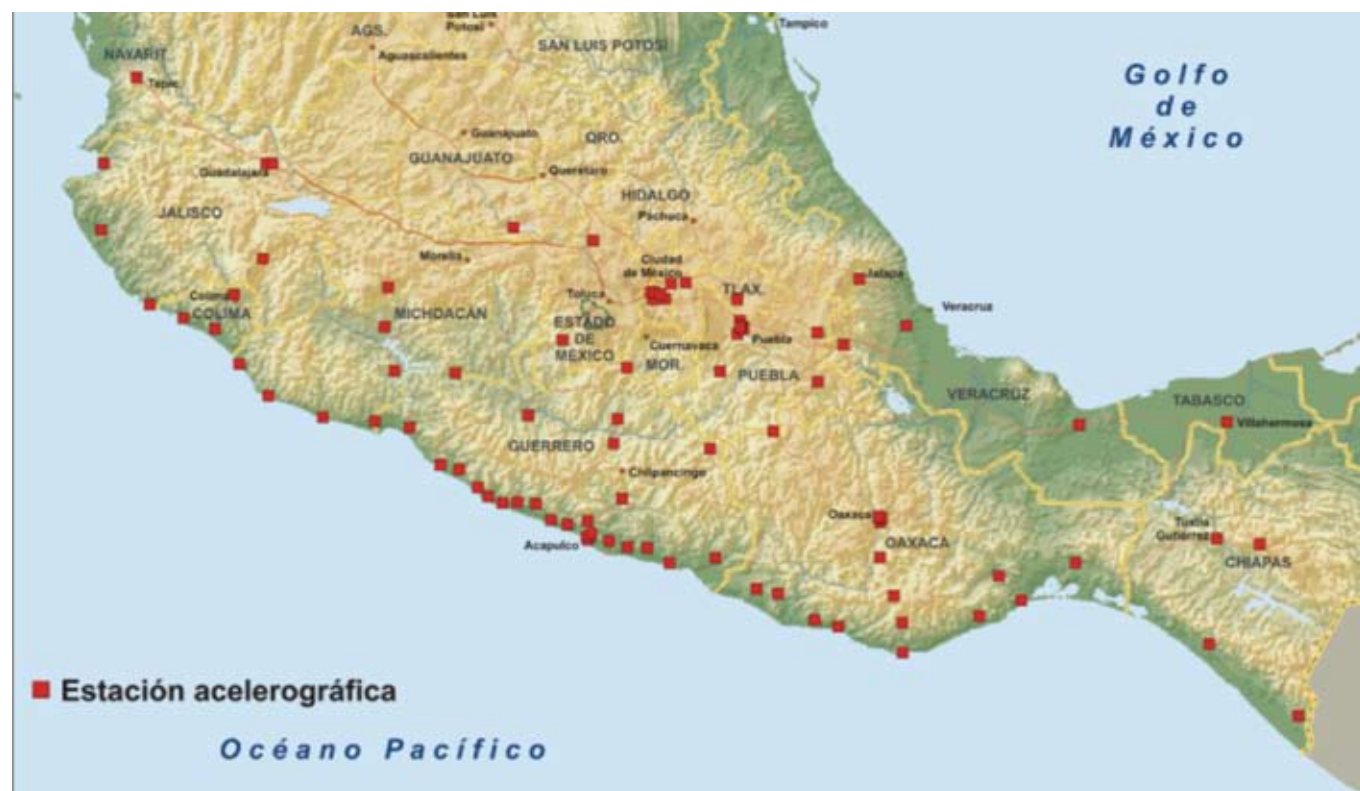 San Luis
Potosí
Tampico
AGS.
Aguascalientes
SAN LUIS POTOSI
NAYARIT
Tepic
Golfo
de
México
Guanajuato
GUANAJUATO
QRO.
Querétaro
Guadalajara
HIDALGO
Pachuca
JALISCO
Morelia
Ciudad
de México
Jalapa
Toluca
TLAX.
Colima
COLIMA
MICHOACÁN
Veracruz
ESTADO
DE
MÉXICO
Cuernavaca
MOR.
Puebla
PUEBLA
VERACRUZ
TABASCO
Villahermosa
GUERRERO
Chilpancingo
Oaxaca
OAXACA
Acapulco
Tuxtla
Gutiérrez
CHIAPAS
Estación acelerográfica
Océano Pacífico